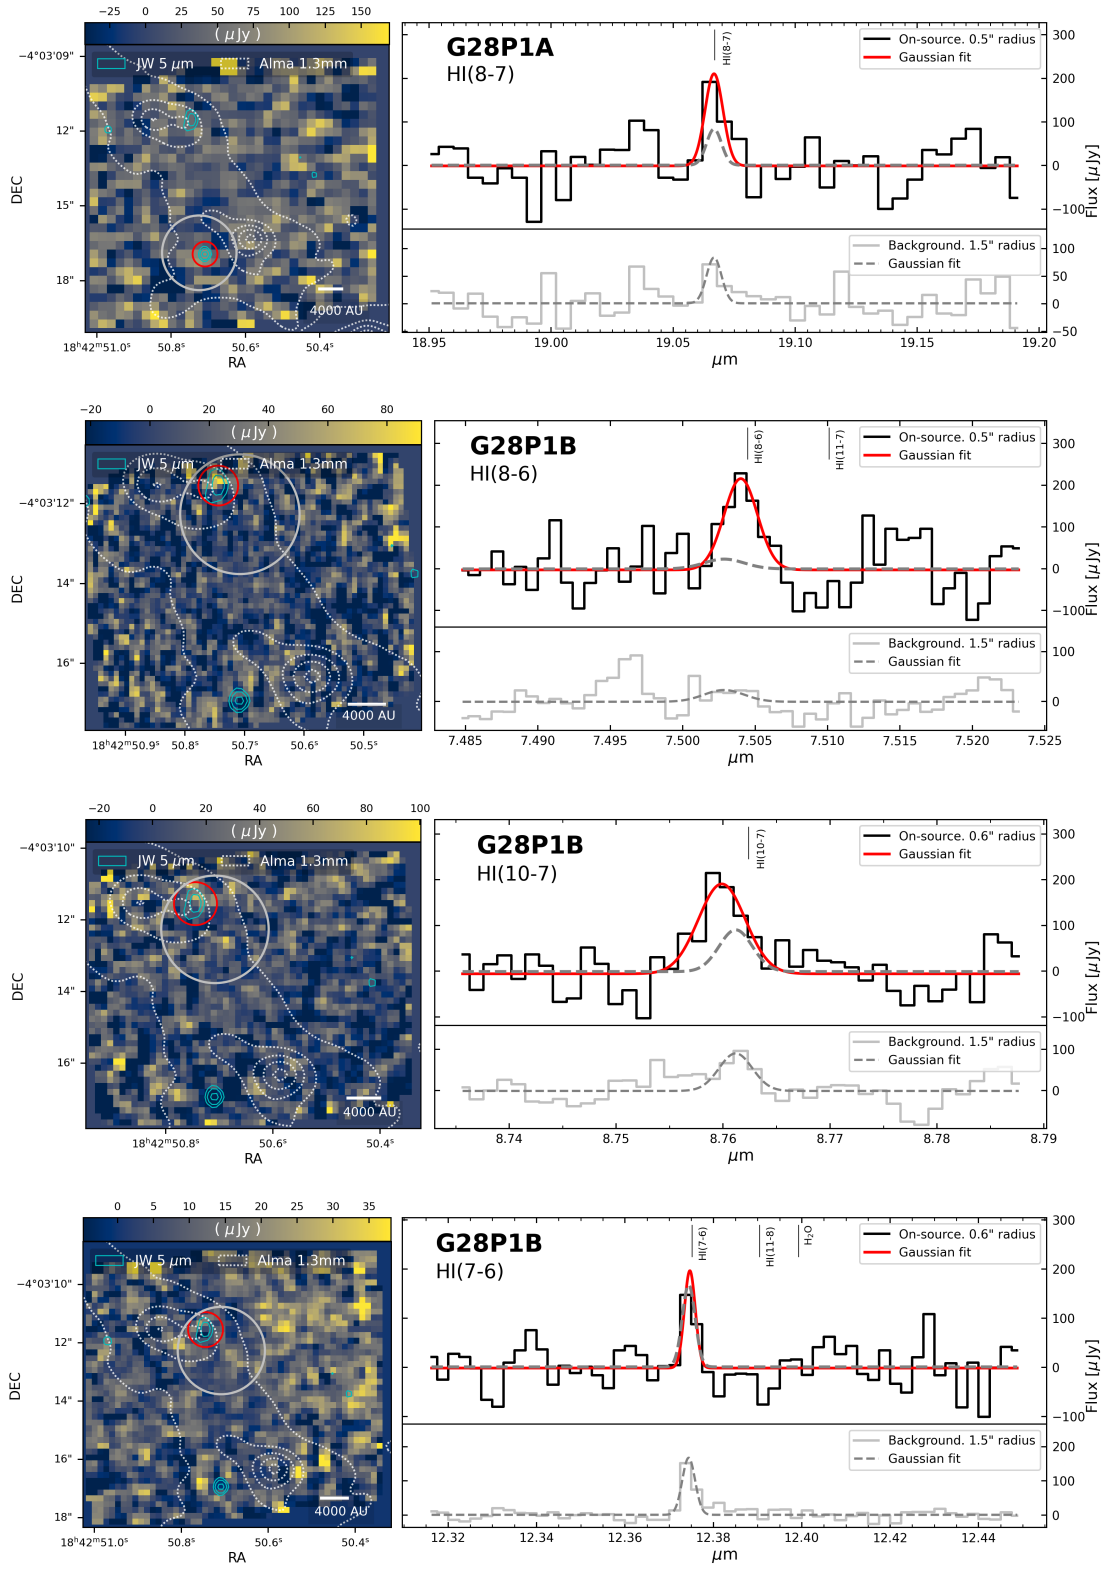 −25 0 25 50 75 100 125 150
( μJy )
JW 5 μm Alma 1.3mm
−4°03'09"
12"
15"
18"
DEC
4000 AU
18ʰ42ᵐ51.0ˢ 50.8ˢ 50.6ˢ 50.4ˢ
RA
G28P1A
HI(8-7)
HI(8-7)
On-source. 0.5" radius
Gaussian fit
300
200
100
0
−100
Flux [μJy]
Background. 1.5" radius
Gaussian fit
100
50
0
−50
18.95 19.00 19.05 19.10 19.15 19.20
μm
−20 0 20 40 60 80
( μJy )
JW 5 μm Alma 1.3mm
−4°03'12"
14"
16"
DEC
4000 AU
18ʰ42ᵐ50.9ˢ 50.8ˢ 50.7ˢ 50.6ˢ 50.5ˢ
RA
G28P1B
HI(8-6)
HI(8-6)
HI(11-7)
On-source. 0.5" radius
Gaussian fit
300
200
100
0
−100
Flux [μJy]
Background. 1.5" radius
Gaussian fit
100
0
7.485 7.490 7.495 7.500 7.505 7.510 7.515 7.520 7.525
μm
−20 0 20 40 60 80 100
( μJy )
JW 5 μm Alma 1.3mm
−4°03'10"
12"
14"
16"
DEC
4000 AU
18ʰ42ᵐ50.8ˢ 50.6ˢ 50.4ˢ
RA
G28P1B
HI(10-7)
HI(10-7)
On-source. 0.6" radius
Gaussian fit
300
200
100
0
−100
Flux [μJy]
Background. 1.5" radius
Gaussian fit
100
0
8.74 8.75 8.76 8.77 8.78 8.79
μm
0 5 10 15 20 25 30 35
( μJy )
JW 5 μm Alma 1.3mm
−4°03'10"
12"
14"
16"
18"
DEC
4000 AU
18ʰ42ᵐ51.0ˢ 50.8ˢ 50.6ˢ 50.4ˢ
RA
G28P1B
HI(7-6)
HI(7-6)
HI(11-8)
H₂O
On-source. 0.6" radius
Gaussian fit
300
200
100
0
−100
Flux [μJy]
Background. 1.5" radius
Gaussian fit
200
100
0
12.32 12.34 12.36 12.38 12.40 12.42 12.44
μm